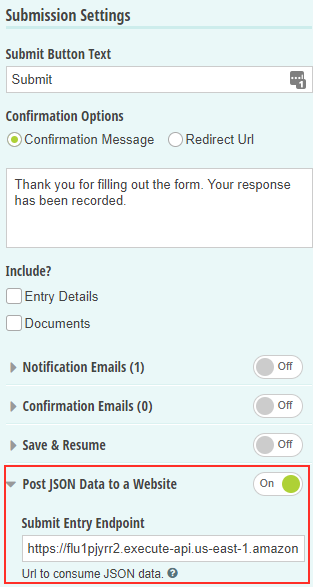 Submission Settings
Submit Button Text
Submit
1
Confirmation Options
Confirmation Message Redirect Url
Thank you for filling out the form. Your response
has been recorded.
Include?
Entry Details
Documents
Notification Emails (1) Off
Confirmation Emails (0) Off
Save & Resume Off
Post JSON Data to a Website On
Submit Entry Endpoint
https://flu1pjyrr2.execute-api.us-east-1.amazon
Url to consume JSON data. ?